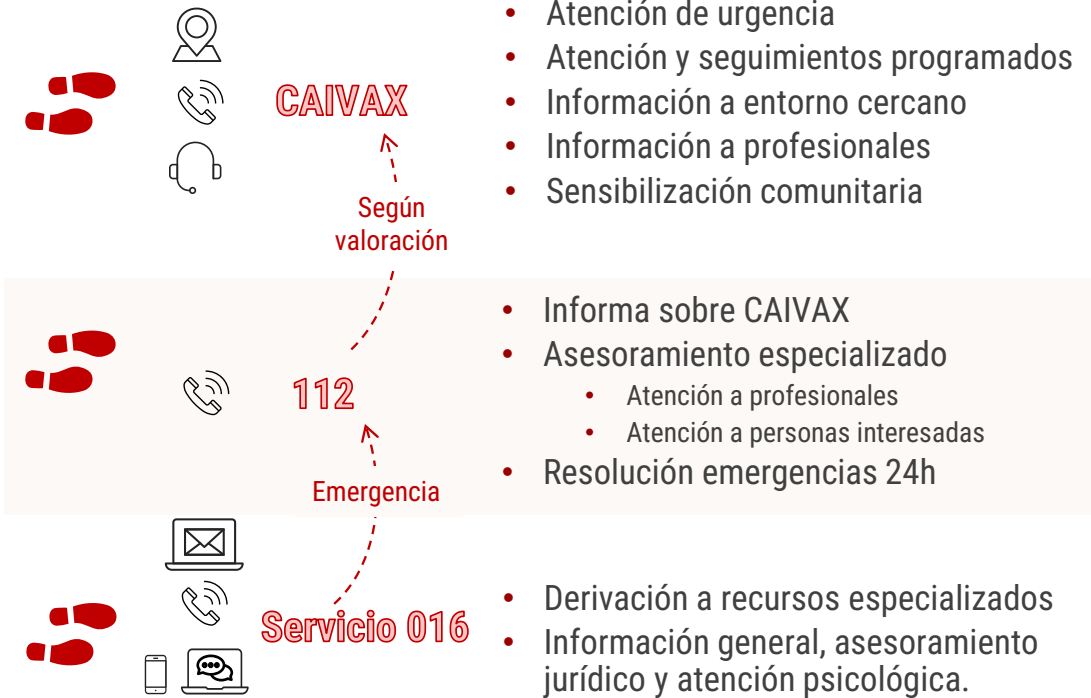 CAIVAX
• Atención de urgencia
• Atención y seguimientos programados
• Información a entorno cercano
• Información a profesionales
• Sensibilización comunitaria
Según
valoración
112
• Informa sobre CAIVAX
• Asesoramiento especializado
• Atención a profesionales
• Atención a personas interesadas
• Resolución emergencias 24h
Emergencia
Servicio 016
• Derivación a recursos especializados
• Información general, asesoramiento
jurídico y atención psicológica.